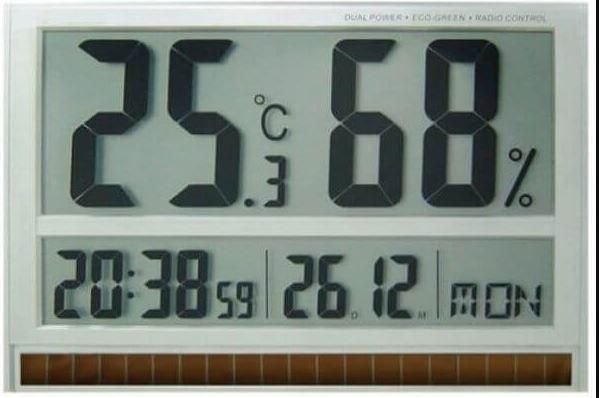 DUAL POWER • ECO-GREEN • RADIO CONTROL
25.3 °C 68 %
20:38 59 26 D 12 M MON